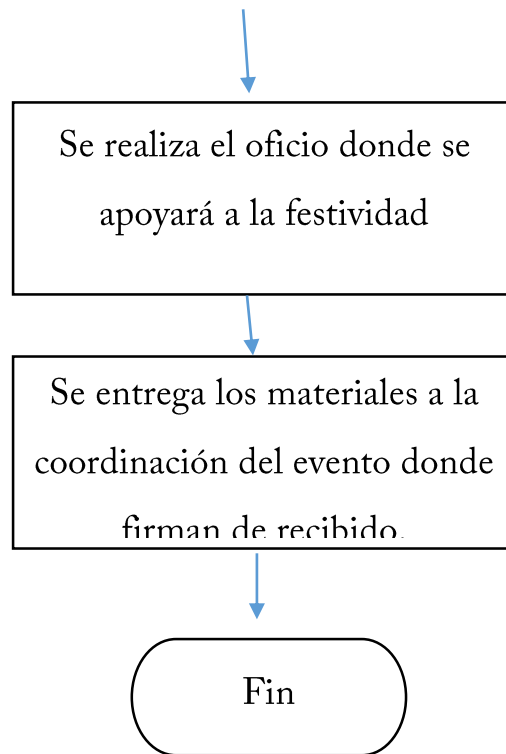 Se realiza el oficio donde se
apoyará a la festividad
Se entrega los materiales a la
coordinación del evento donde
firman de recibido.
Fin